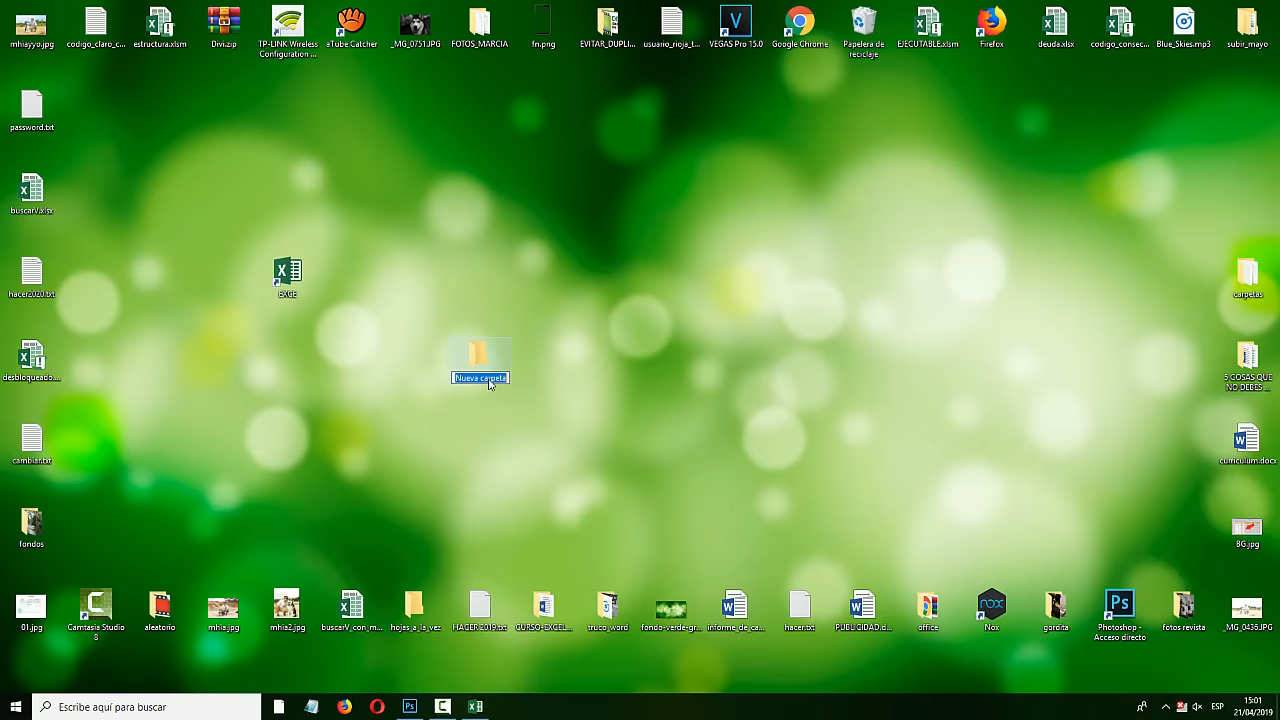 mhiayyo.jpg
codigo_claro_c...
estructura.xlsm
Divi.zip
TP-LINK Wireless
Configuration ...
aTube Catcher
_MG_0751.JPG
FOTOS_MARCIA
fn.png
EVITAR_DUPLI...
usuario_rioja_t...
VEGAS Pro 15.0
Google Chrome
Papelera de
reciclaje
EJECUTABLE.xlsm
Firefox
deuda.xlsx
codigo_consec...
Blue_Skies.mp3
subir_mayo
password.txt
buscarV.xlsx
hacer2020.txt
EXCE
carpetas
desbloqueado....
Nueva carpeta
5 COSAS QUE
NO DEBES ...
cambiar.txt
curriculum.docx
fondos
BG.jpg
01.jpg
Camtasia Studio
8
aleatorio
mhia.jpg
mhia2.jpg
buscarV_con_m...
hojas_a_la_vez
HACER 2019.txt
CURSO-EXCEL...
truco_word
fondo-verde-gr...
informe_de_ca...
hacer.txt
PUBLICIDAD.d...
office
Nox
gordita
Photoshop -
Acceso directo
fotos revista
_MG_0436.JPG
Escribe aquí para buscar
ESP
15:01
21/04/2019